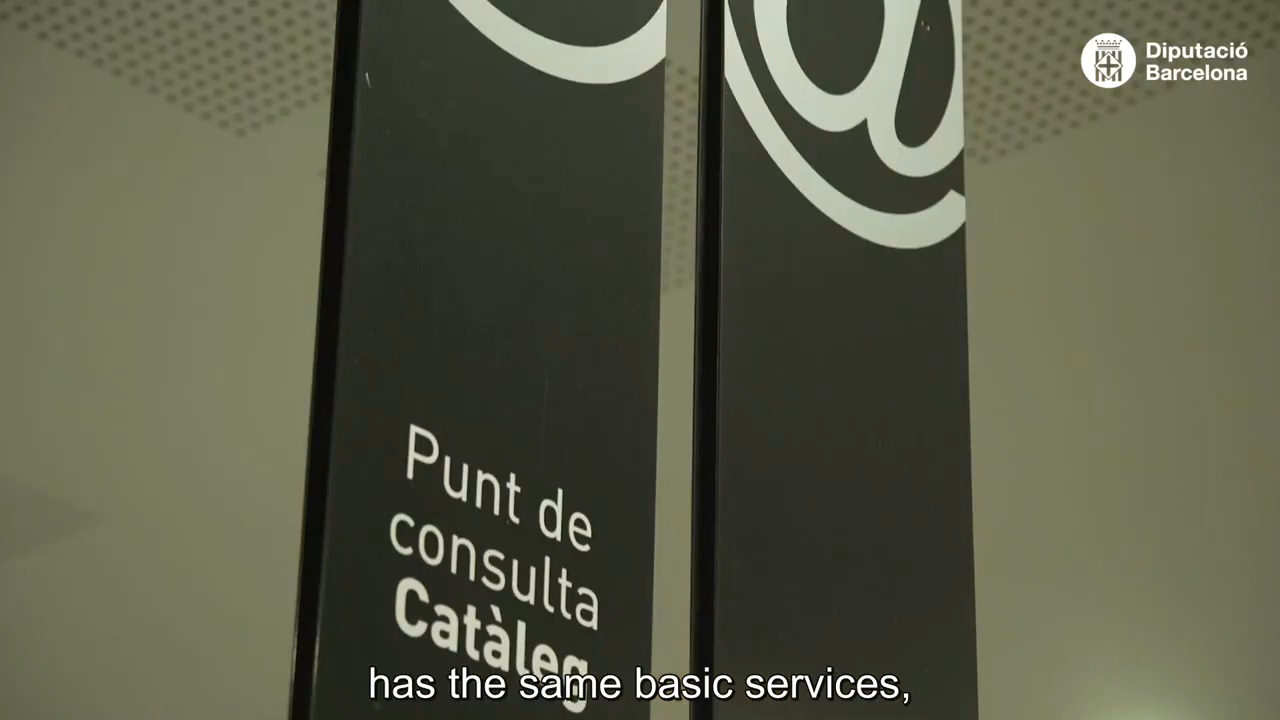 @
Diputació
Barcelona
Punt de
consulta
Catàleg
has the same basic services,